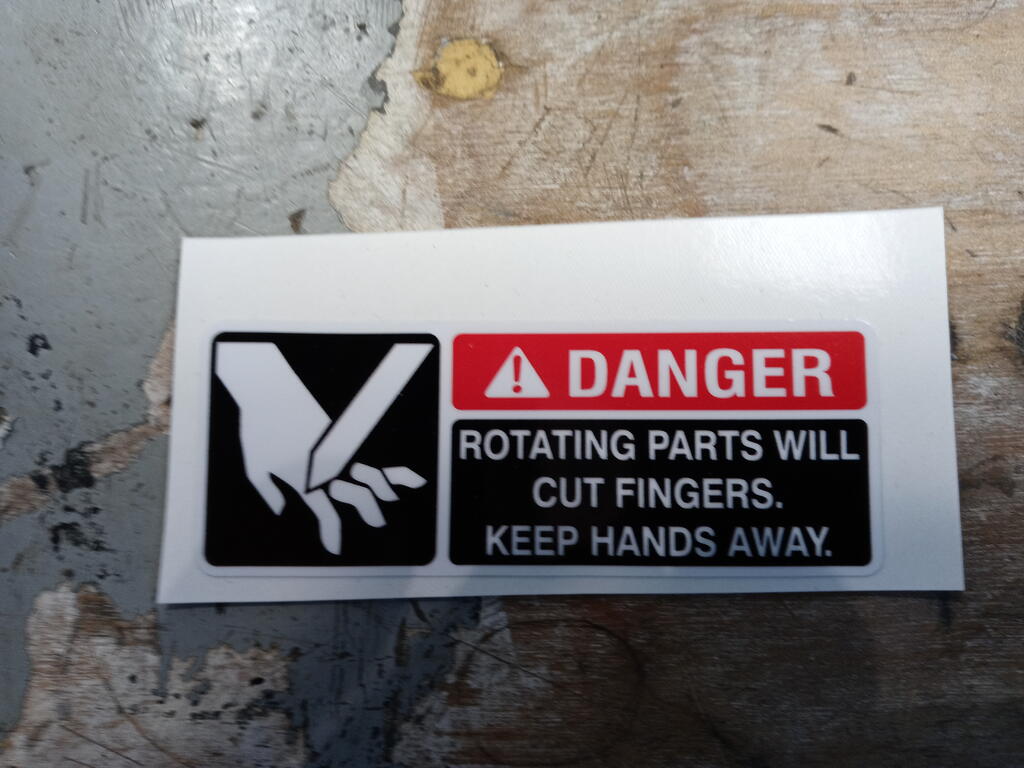 DANGER
ROTATING PARTS WILL
CUT FINGERS.
KEEP HANDS AWAY.